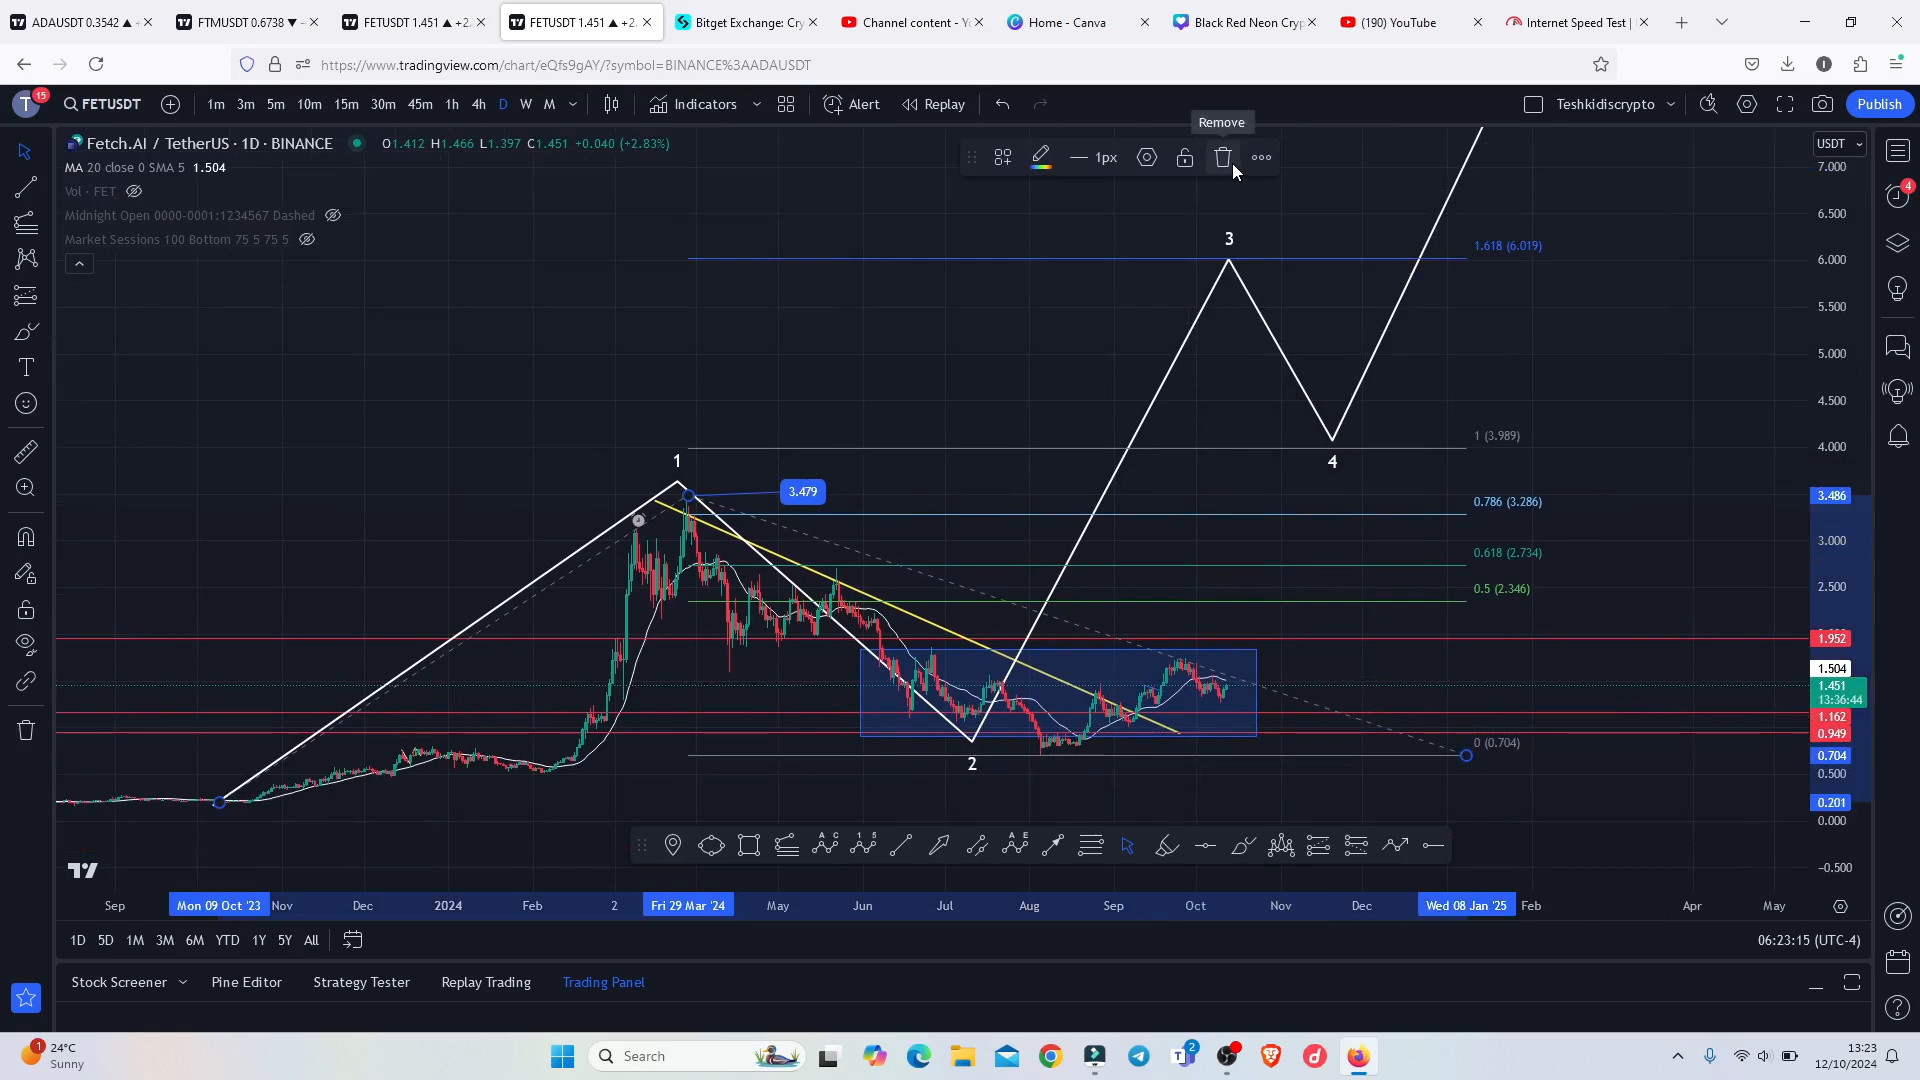 ADAUSDT 0.3542 ▲
FTMUSDT 0.6738 ▼ −
FETUSDT 1.451 ▲ +2.
FETUSDT 1.451 ▲ +2.
Bitget Exchange: Cry
Channel content - Yo
Home - Canva
Black Red Neon Cryp
(190) YouTube
Internet Speed Test |
https://www.tradingview.com/chart/eQfs9gAY/?symbol=BINANCE%3AADAUSDT
T
15
FETUSDT
1m 3m 5m 10m 15m 30m 45m 1h 4h D W M
Indicators
Alert
Replay
Teshkidiscrypto
Publish
Remove
Fetch.AI / TetherUS · 1D · BINANCE
O1.412 H1.466 L1.397 C1.451 +0.040 (+2.83%)
MA 20 close 0 SMA 5 1.504
Vol · FET
Midnight Open 0000-0001:1234567 Dashed
Market Sessions 100 Bottom 75 5 75 5
1px
USDT
4
7.000
6.500
6.000
5.500
5.000
4.500
4.000
3.486
3.000
2.500
1.952
1.504
1.451
13:36:44
1.162
0.949
0.704
0.500
0.201
0.000
−0.500
3
1.618 (6.019)
1 (3.989)
4
1
3.479
0.786 (3.286)
0.618 (2.734)
0.5 (2.346)
0 (0.704)
2
A C
1 5
A E
Sep
Mon 09 Oct '23
Nov
Dec
2024
Feb
2
Fri 29 Mar '24
May
Jun
Jul
Aug
Sep
Oct
Nov
Dec
Wed 08 Jan '25
Feb
Apr
May
1D 5D 1M 3M 6M YTD 1Y 5Y All
06:23:15 (UTC-4)
Stock Screener
Pine Editor
Strategy Tester
Replay Trading
Trading Panel
1
24°C
Sunny
Search
2
13:23
12/10/2024